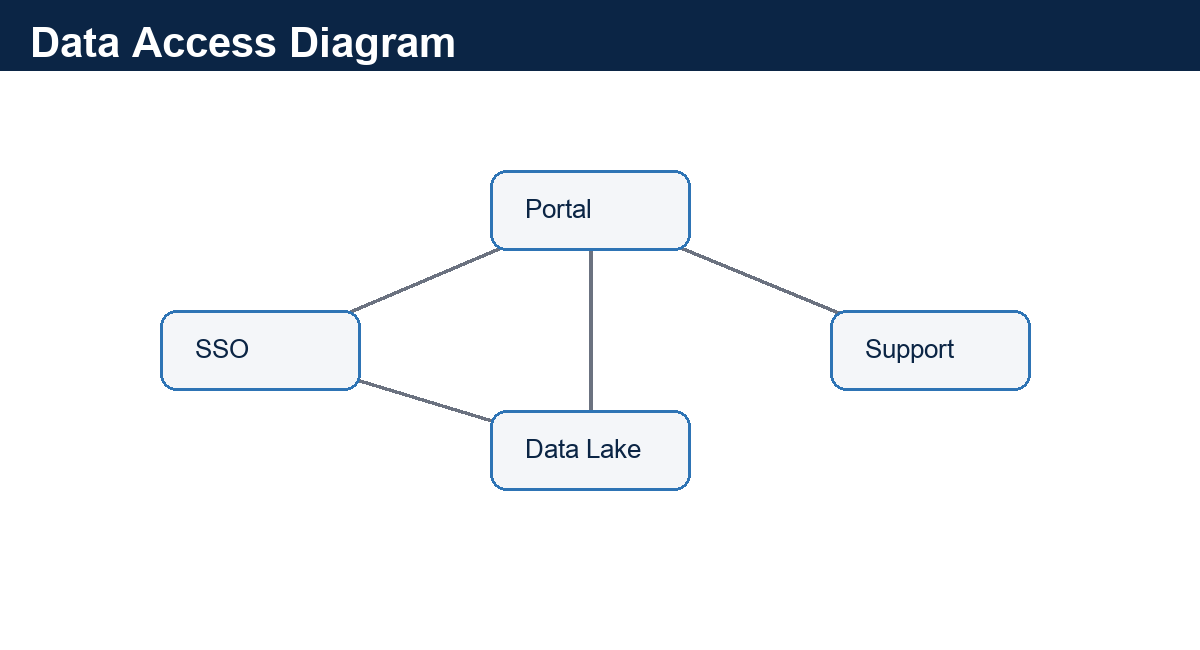 Data Access Diagram
Portal
SSO
Support
Data Lake